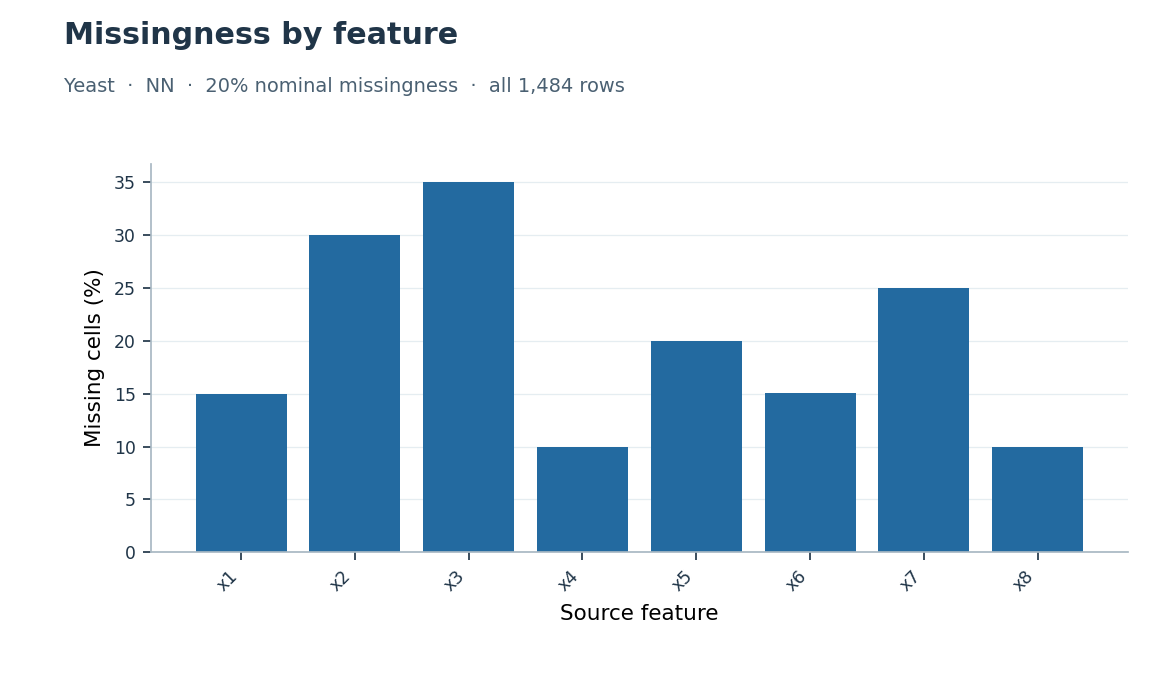 Missingness by feature
Yeast · NN · 20% nominal missingness · all 1,484 rows
Missing cells (%)
35
30
25
20
15
10
5
0
x1 x2 x3 x4 x5 x6 x7 x8
Source feature